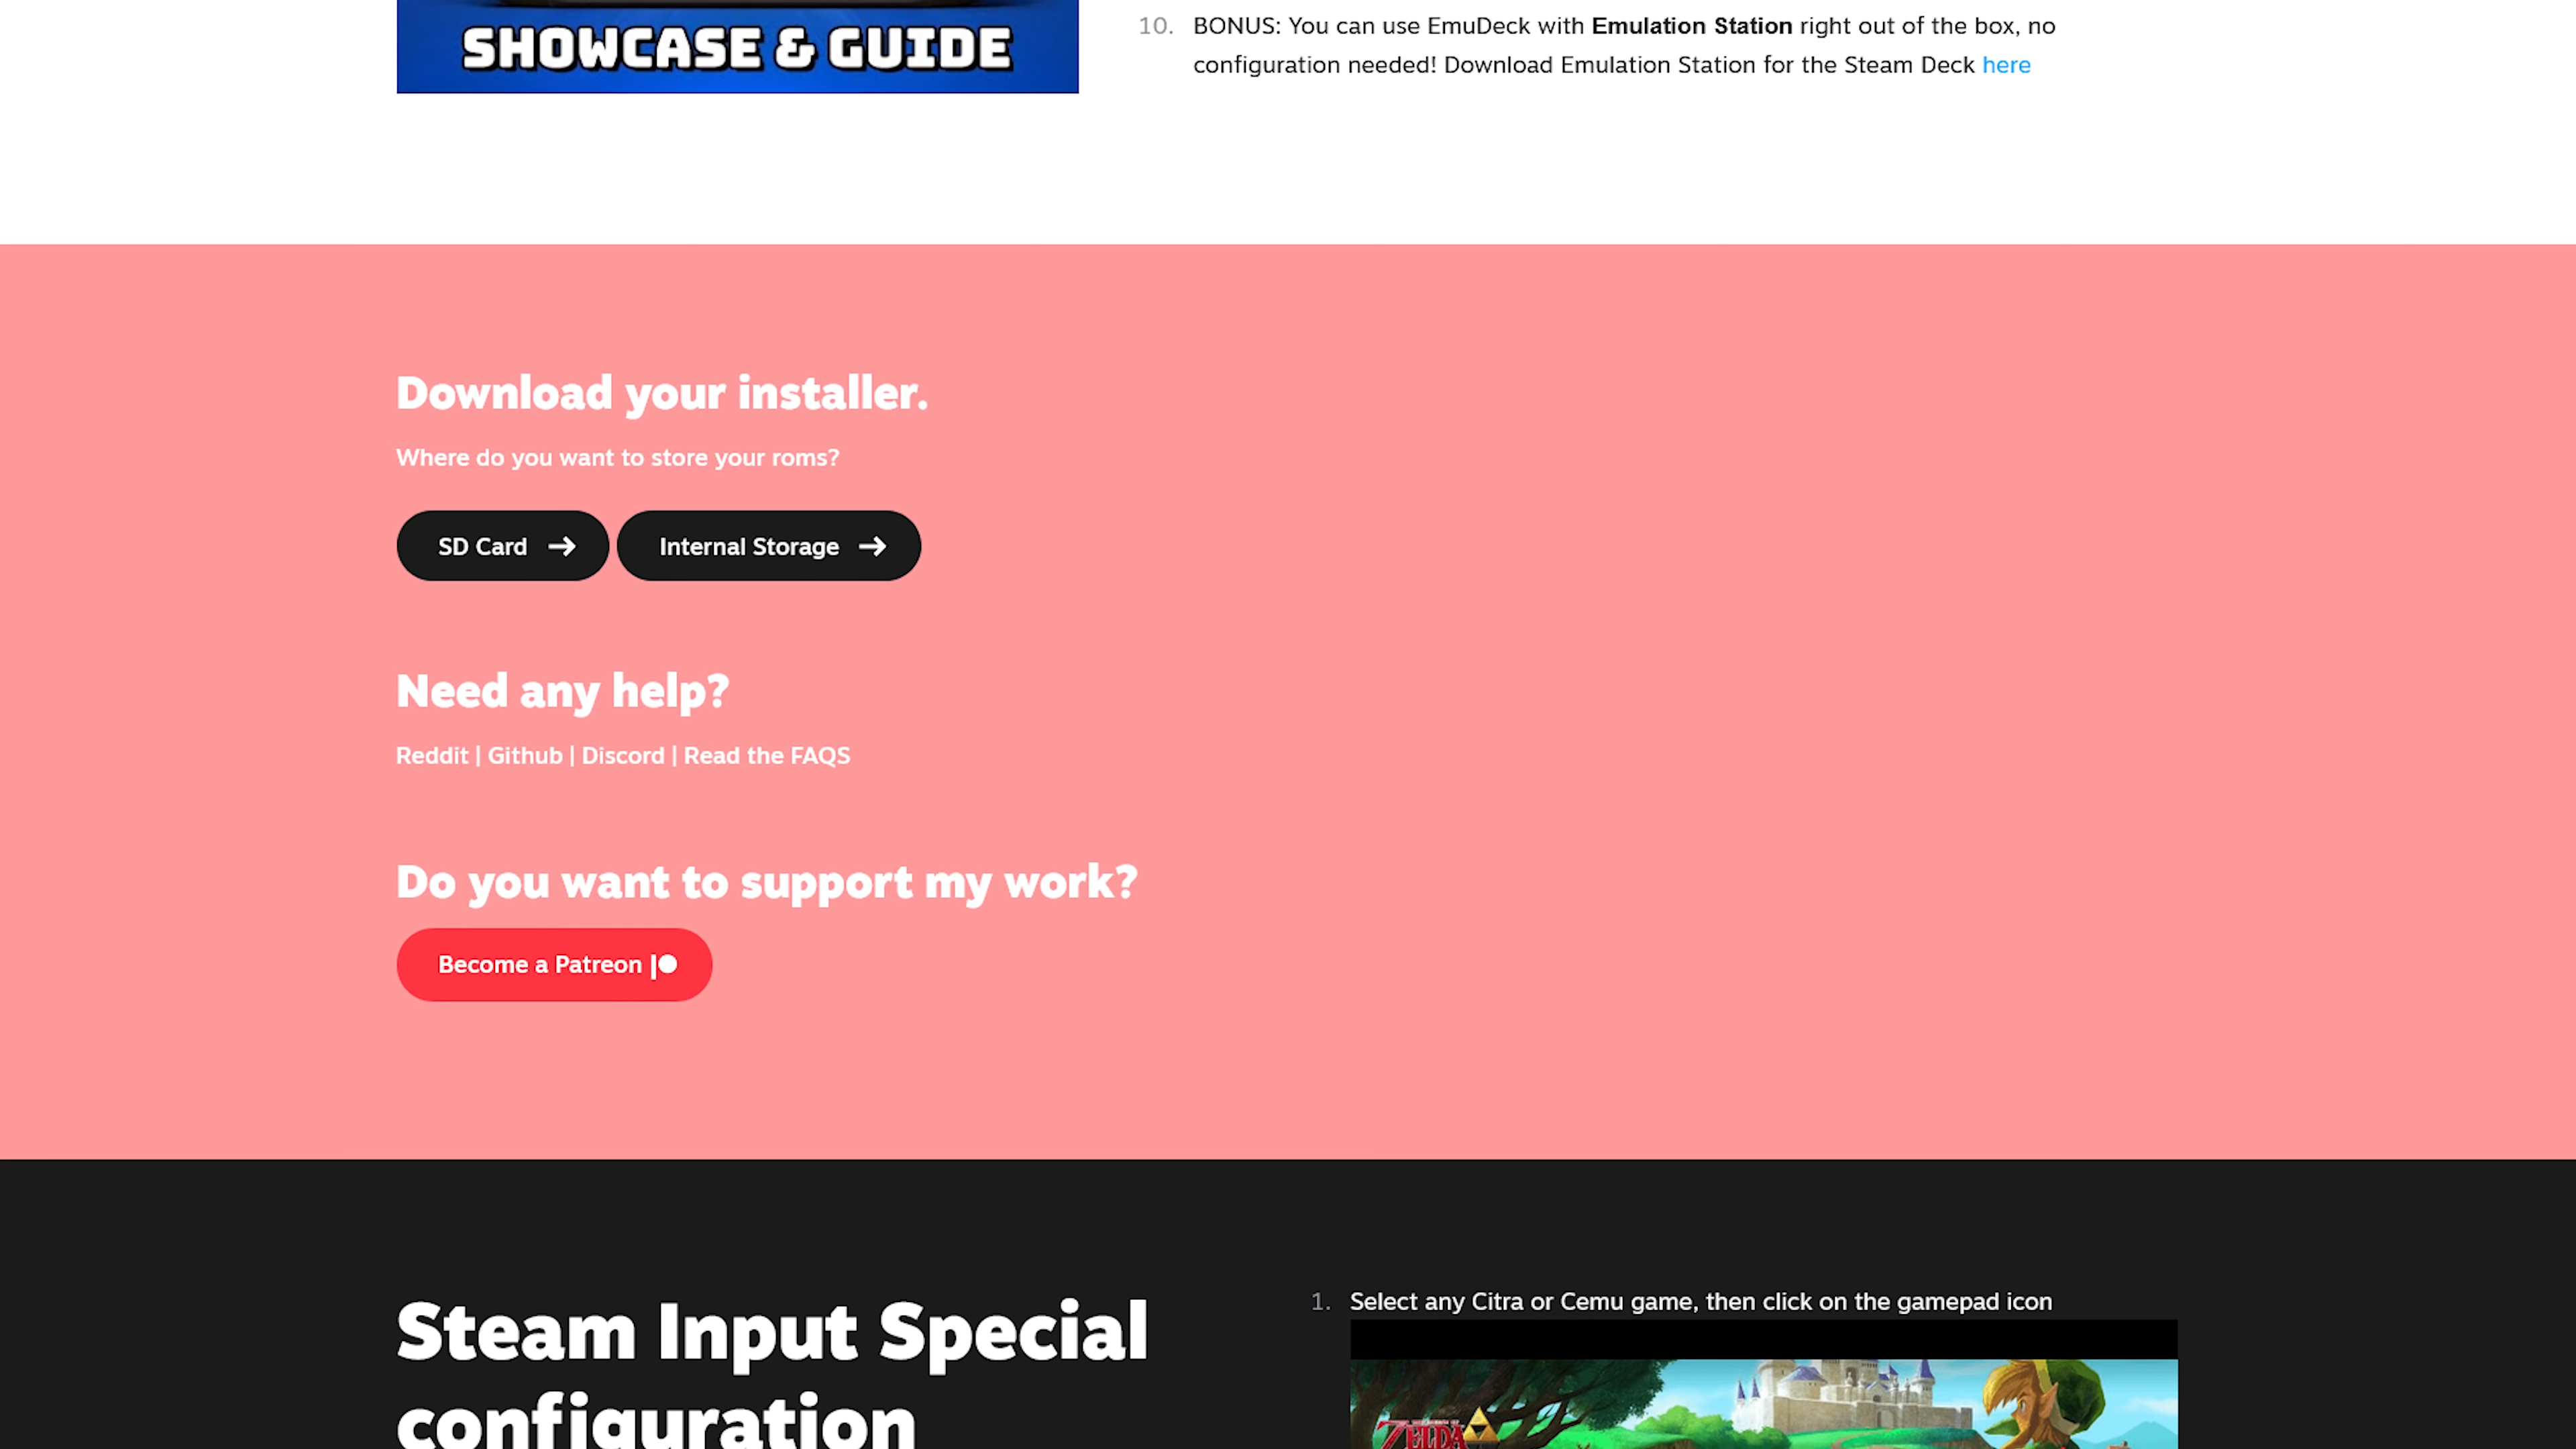 SHOWCASE & GUIDE
10. BONUS: You can use EmuDeck with Emulation Station right out of the box, no
configuration needed! Download Emulation Station for the Steam Deck here
Download your installer.
Where do you want to store your roms?
SD Card → Internal Storage →
Need any help?
Reddit | Github | Discord | Read the FAQS
Do you want to support my work?
Become a Patreon
Steam Input Special
configuration
1. Select any Citra or Cemu game, then click on the gamepad icon
ZELDA